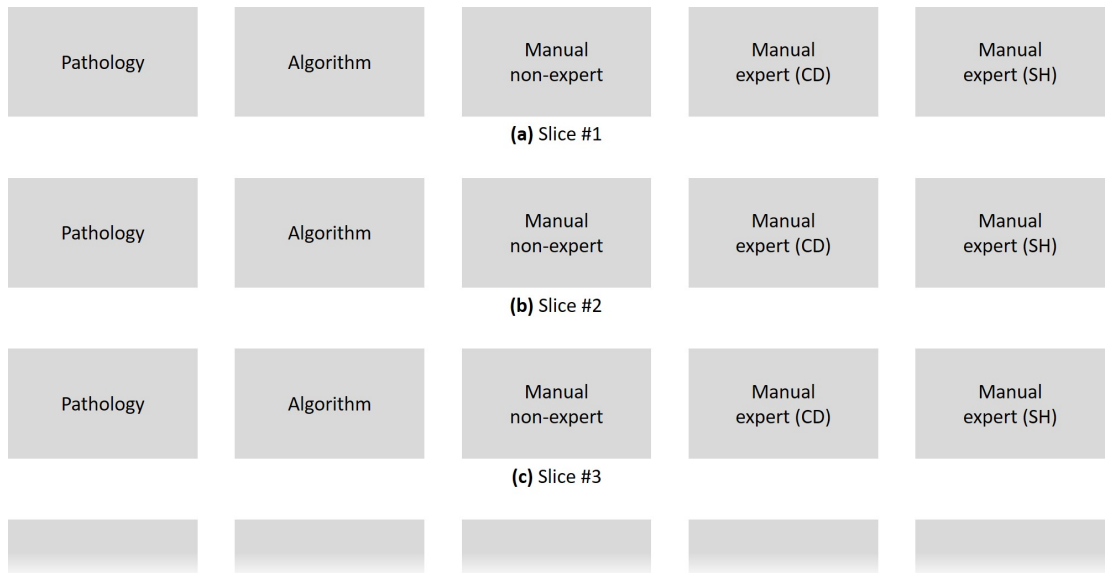 Pathology
Algorithm
Manual
non-expert
Manual
expert (CD)
Manual
expert (SH)
(a) Slice #1
Pathology
Algorithm
Manual
non-expert
Manual
expert (CD)
Manual
expert (SH)
(b) Slice #2
Pathology
Algorithm
Manual
non-expert
Manual
expert (CD)
Manual
expert (SH)
(c) Slice #3